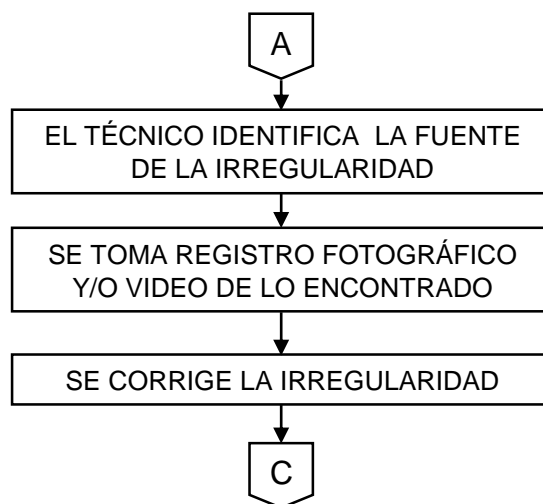 A
EL TÉCNICO IDENTIFICA LA FUENTE
DE LA IRREGULARIDAD
SE TOMA REGISTRO FOTOGRÁFICO
Y/O VIDEO DE LO ENCONTRADO
SE CORRIGE LA IRREGULARIDAD
C